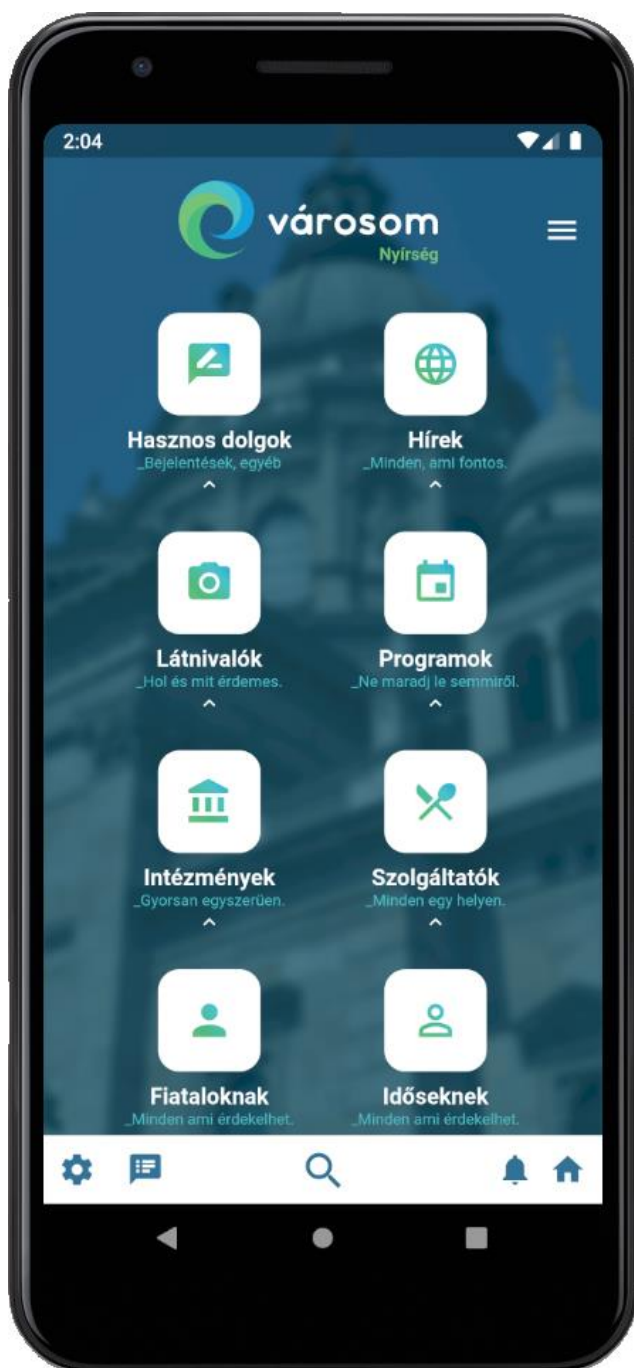 2:04
városom
Nyírség
Hasznos dolgok
_Bejelentések, egyéb
Hírek
_Minden, ami fontos.
Látnivalók
_Hol és mit érdemes.
Programok
_Ne maradj le semmiről.
Intézmények
_Gyorsan egyszerüen.
Szolgáltatók
_Minden egy helyen.
Fiataloknak
_Minden ami érdekelhet.
Időseknek
_Minden ami érdekelhet.